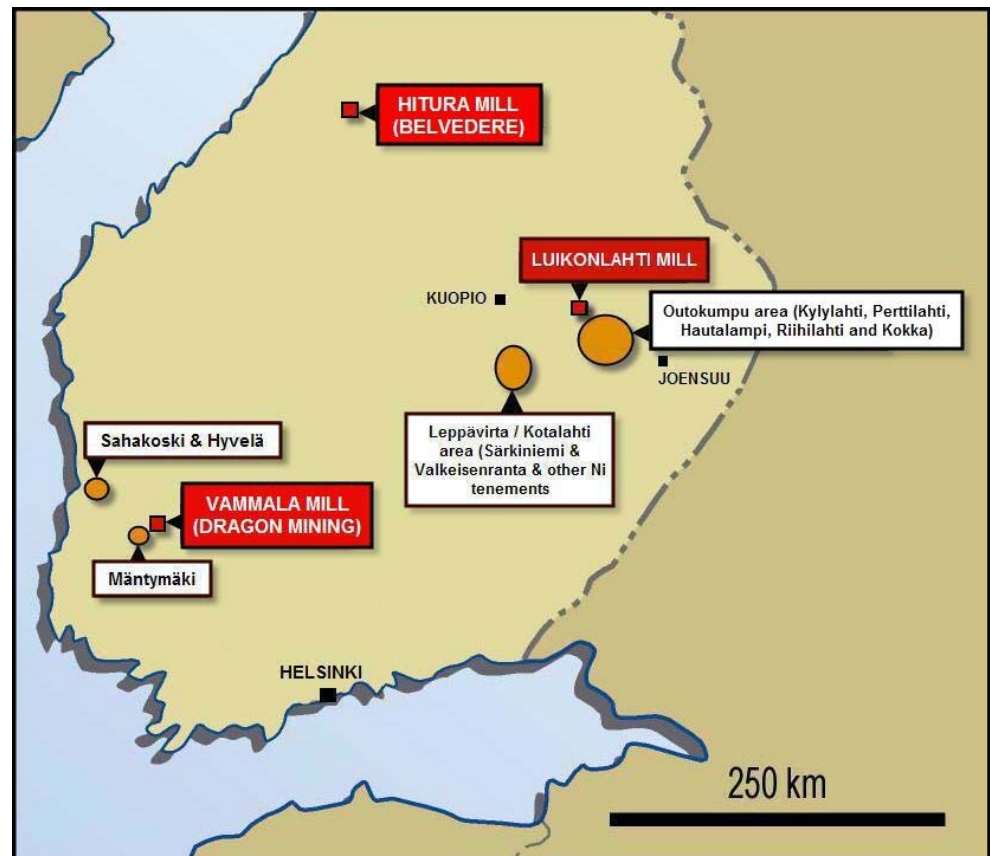 HITURA MILL
(BELVEDERE)
LUIKONLAHTI MILL
KUOPIO
Outokumpu area (Kylylahti, Perttilahti,
Hautalampi, Riihilahti and Kokka)
JOENSUU
Leppävirta / Kotalahti
area (Särkiniemi &
Valkeisenranta & other Ni
tenements
Sahakoski & Hyvelä
VAMMALA MILL
(DRAGON MINING)
Mäntymäki
HELSINKI
250 km